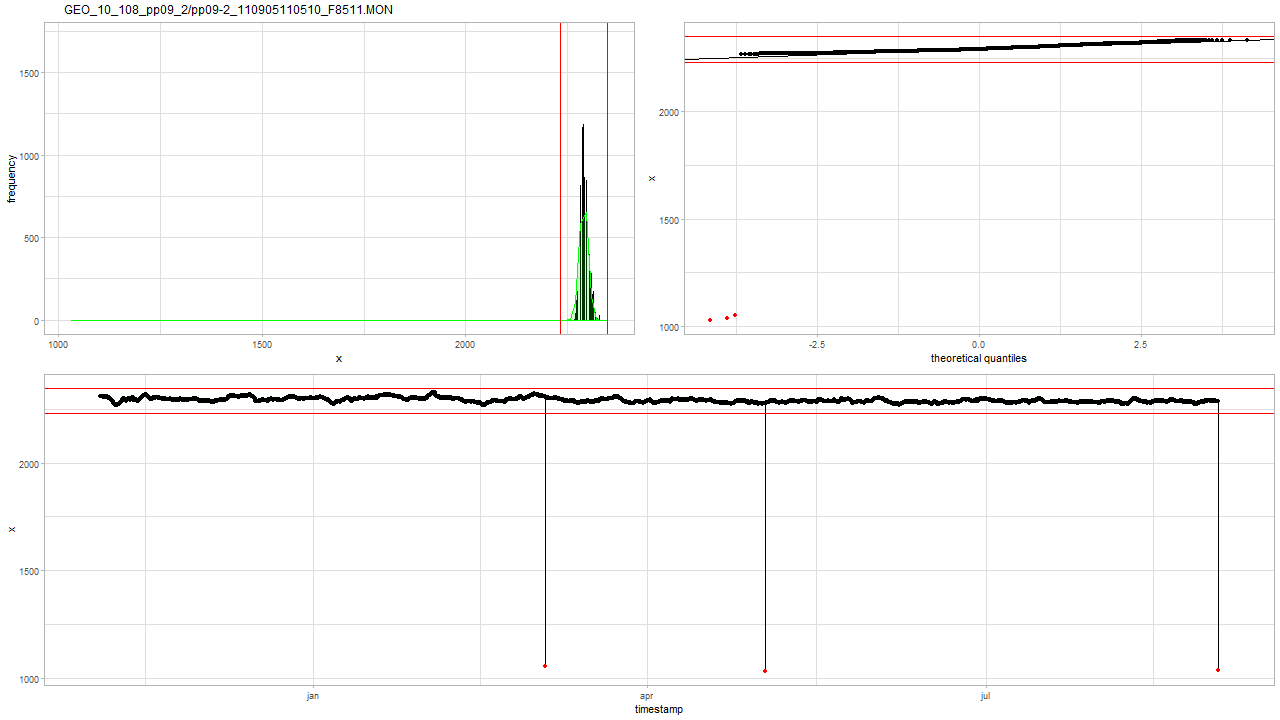 GEO_10_108_pp09_2/pp09-2_110905110510_F8511.MON
frequency
1500
1000
500
0
1000
1500
2000
x
x
2000
1500
1000
-2.5
0.0
2.5
theoretical quantiles
x
2000
1500
1000
jan
apr
jul
timestamp